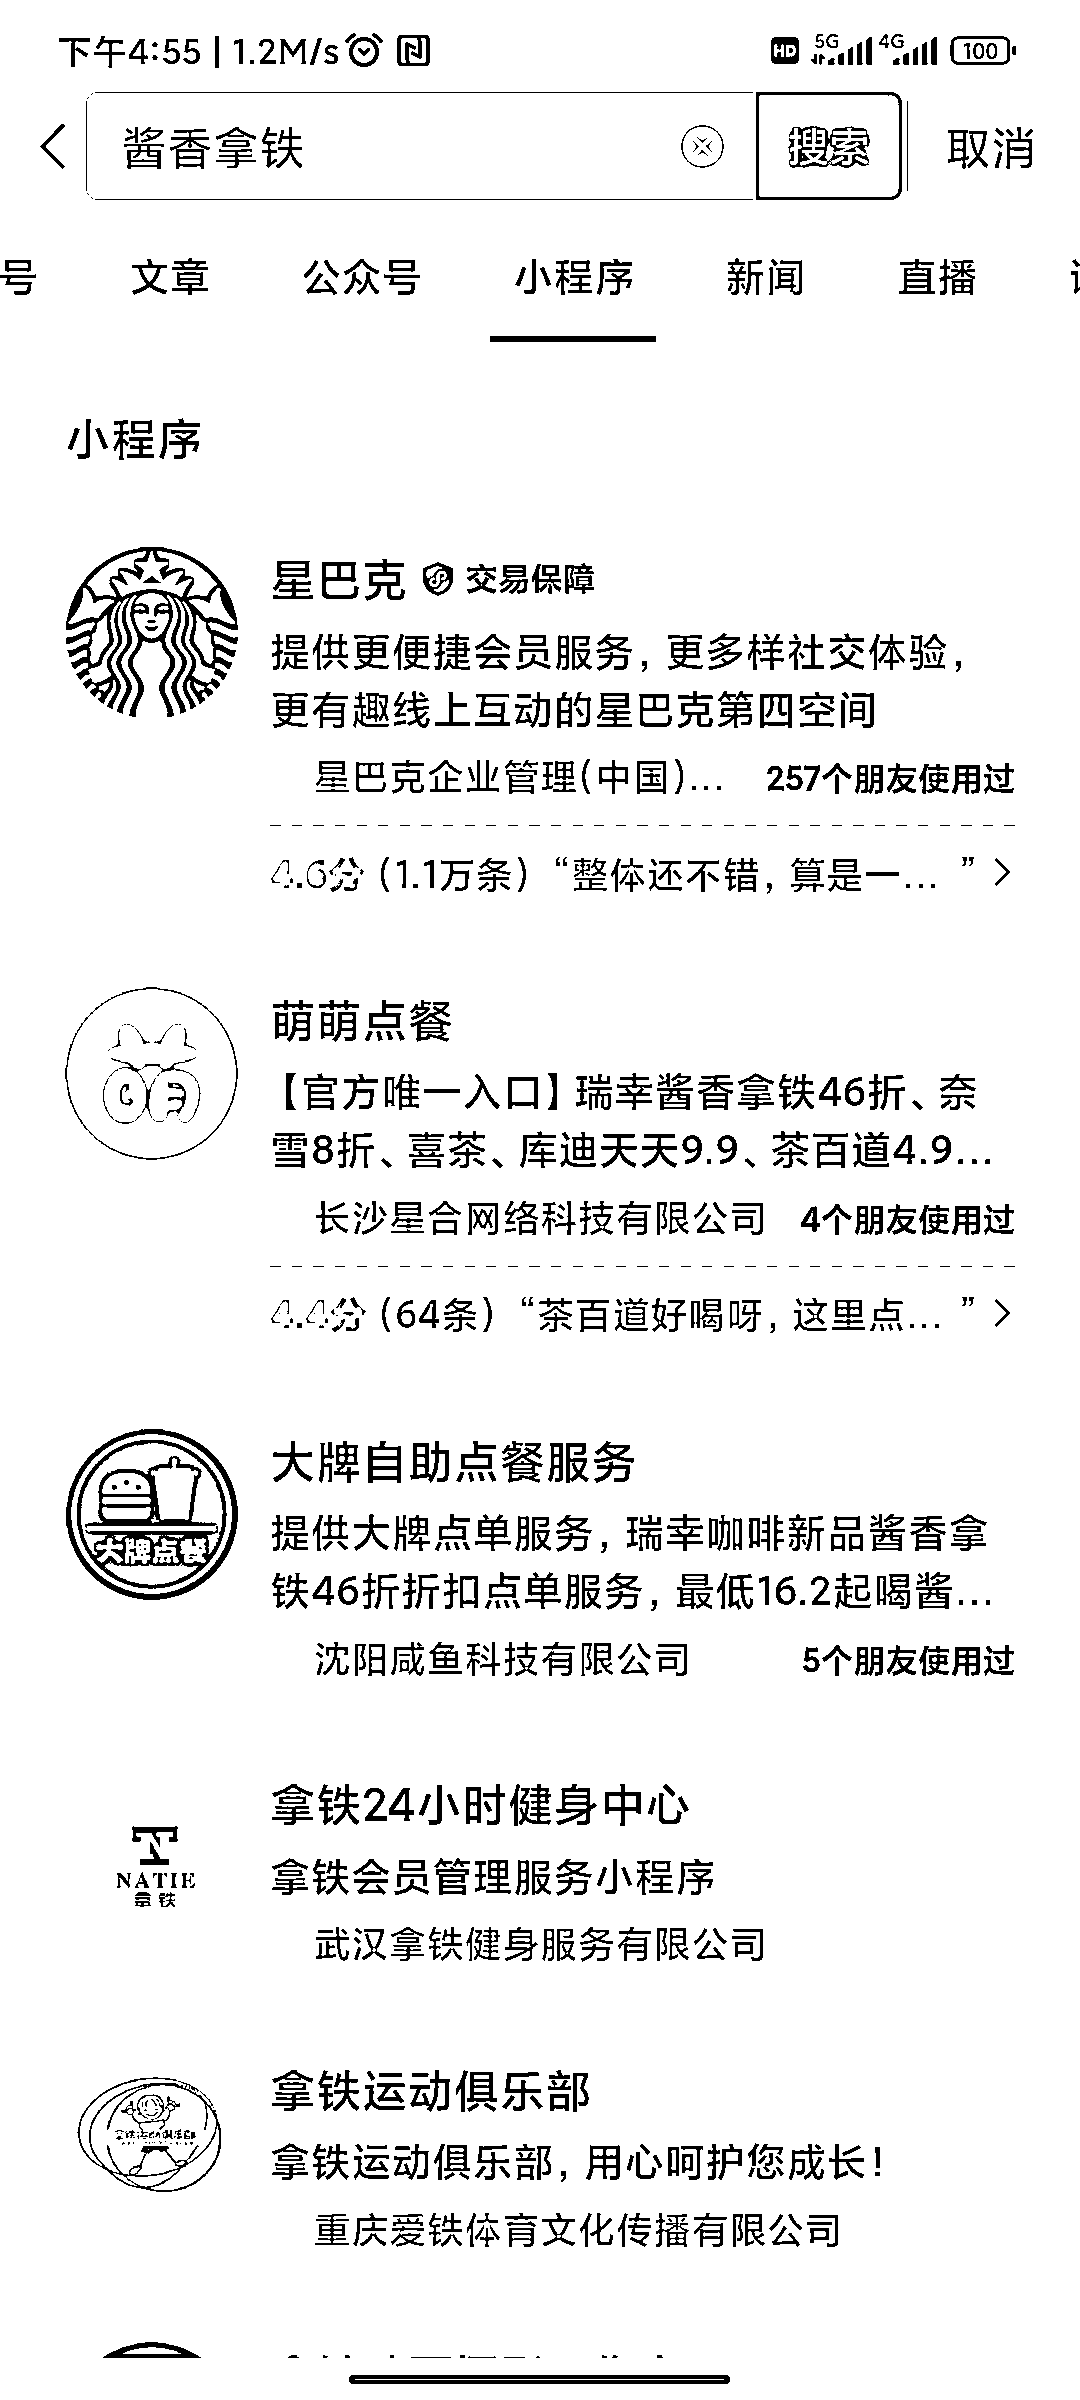 下午4:55 | 1.2M/s
HD 5G 4G 100
酱香拿铁 搜索 取消
号 文章 公众号 小程序 新闻 直播
小程序
星巴克 交易保障
提供更便捷会员服务，更多样社交体验，
更有趣线上互动的星巴克第四空间
星巴克企业管理(中国)... 257个朋友使用过
4.6分（1.1万条）“整体还不错，算是一... ”
萌萌点餐
【官方唯一入口】瑞幸酱香拿铁46折、奈
雪8折、喜茶、库迪天天9.9、茶百道4.9...
长沙星合网络科技有限公司 4个朋友使用过
4.4分（64条）“茶百道好喝呀，这里点... ”
大牌点餐
大牌自助点餐服务
提供大牌点单服务，瑞幸咖啡新品酱香拿
铁46折折扣点单服务，最低16.2起喝酱...
沈阳咸鱼科技有限公司 5个朋友使用过
NATIE
拿铁
拿铁24小时健身中心
拿铁会员管理服务小程序
武汉拿铁健身服务有限公司
拿铁运动俱乐部
拿铁运动俱乐部，用心呵护您成长！
重庆爱铁体育文化传播有限公司